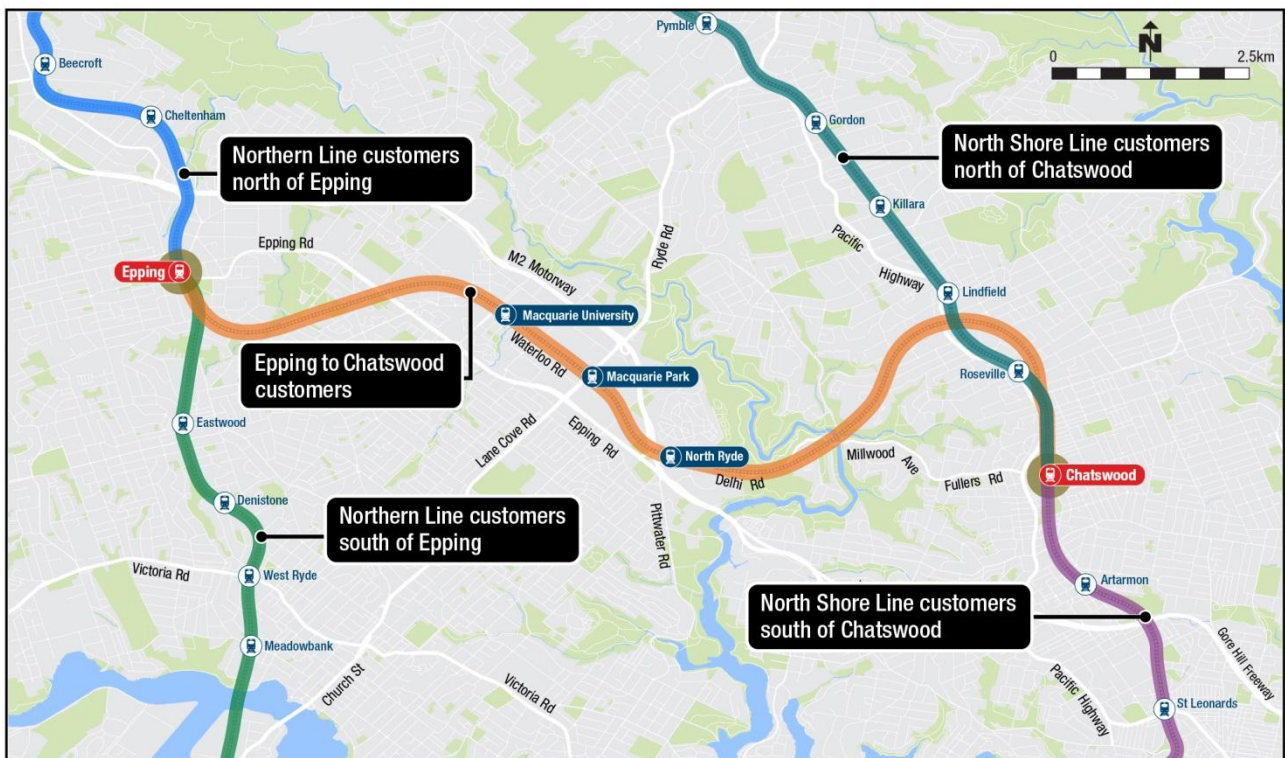 Pymble
N
0
2.5km
Beecroft
Cheltenham
Gordon
Northern Line customers
north of Epping
North Shore Line customers
north of Chatswood
Killara
Epping Rd
Ryde Rd
Pacific
Highway
M2 Motorway
Epping
Lindfield
Macquarie University
Epping to Chatswood
customers
Waterloo Rd
Macquarie Park
Roseville
Eastwood
Lane Cove Rd
Epping Rd
North Ryde
Delhi Rd
Millwood
Ave
Fullers Rd
Chatswood
Denistone
Northern Line customers
south of Epping
Pittwater Rd
Victoria Rd
West Ryde
Artarmon
North Shore Line customers
south of Chatswood
Meadowbank
Church St
Victoria Rd
Gore Hill Freeway
Pacific Highway
St Leonards